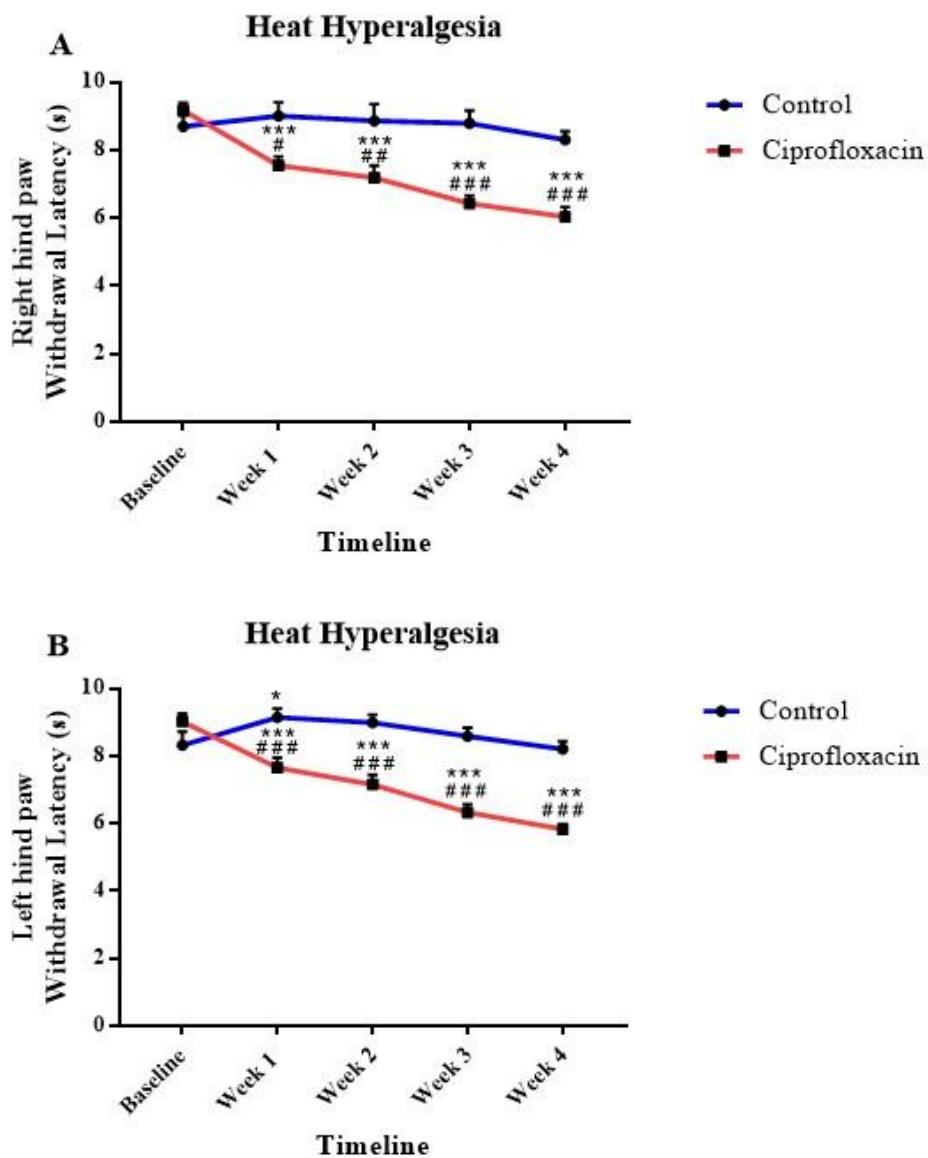 A
Heat Hyperalgesia
Right hind paw
Withdrawal Latency (s)
10
8
6
4
2
0
***
#
***
##
***
###
***
###
Control
Ciprofloxacin
Baseline
Week 1
Week 2
Week 3
Week 4
Timeline
B
Heat Hyperalgesia
Left hind paw
Withdrawal Latency (s)
10
8
6
4
2
0
*
***
###
***
###
***
###
***
###
Control
Ciprofloxacin
Baseline
Week 1
Week 2
Week 3
Week 4
Timeline